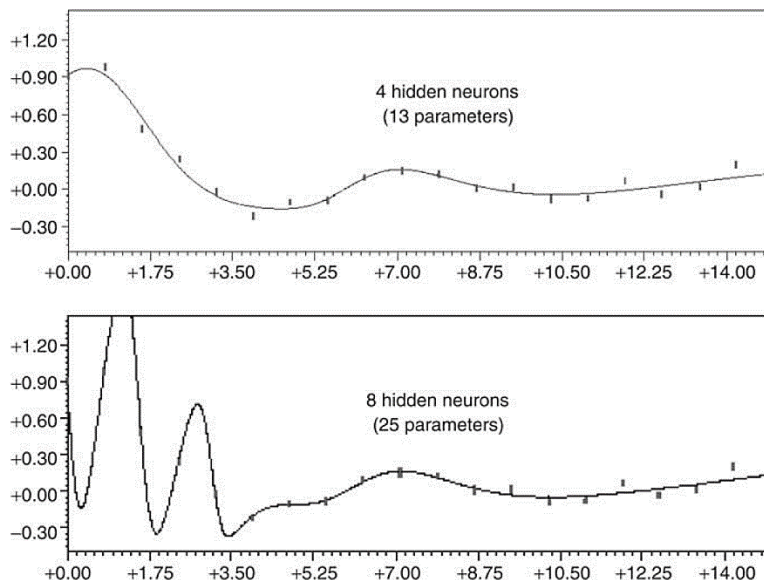 +1.20
+0.90
4 hidden neurons
(13 parameters)
+0.60
+0.30
+0.00
-0.30
+0.00 +1.75 +3.50 +5.25 +7.00 +8.75 +10.50 +12.25 +14.00
+1.20
+0.90
8 hidden neurons
(25 parameters)
+0.60
+0.30
+0.00
-0.30
+0.00 +1.75 +3.50 +5.25 +7.00 +8.75 +10.50 +12.25 +14.00